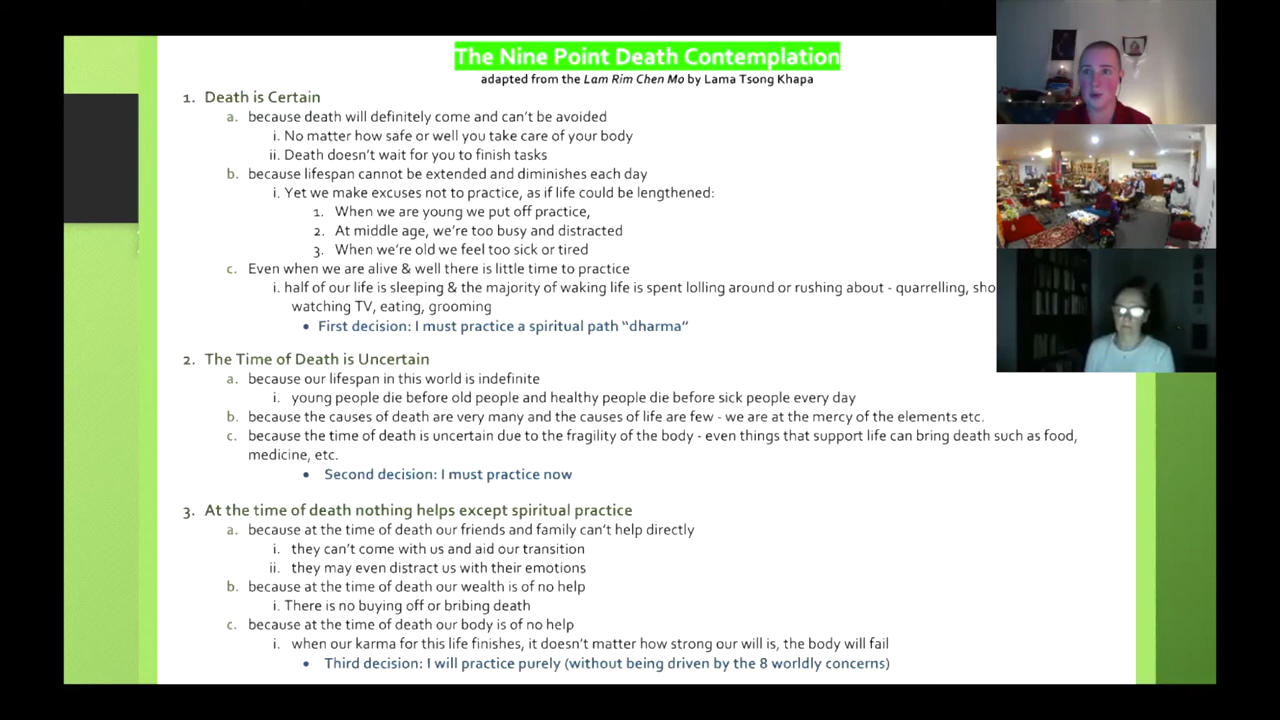 The Nine Point Death Contemplation
adapted from the Lam Rim Chen Mo by Lama Tsong Khapa
1. Death is Certain
a. because death will definitely come and can't be avoided
i. No matter how safe or well you take care of your body
ii. Death doesn't wait for you to finish tasks
b. because lifespan cannot be extended and diminishes each day
i. Yet we make excuses not to practice, as if life could be lengthened:
1. When we are young we put off practice,
2. At middle age, we're too busy and distracted
3. When we're old we feel too sick or tired
c. Even when we are alive & well there is little time to practice
i. half of our life is sleeping & the majority of waking life is spent lolling around or rushing about - quarrelling,
watching TV, eating, grooming
• First decision: I must practice a spiritual path “dharma”
2. The Time of Death is Uncertain
a. because our lifespan in this world is indefinite
i. young people die before old people and healthy people die before sick people every day
b. because the causes of death are very many and the causes of life are few - we are at the mercy of the elements etc.
c. because the time of death is uncertain due to the fragility of the body - even things that support life can bring death such as food,
medicine, etc.
• Second decision: I must practice now
3. At the time of death nothing helps except spiritual practice
a. because at the time of death our friends and family can't help directly
i. they can't come with us and aid our transition
ii. they may even distract us with their emotions
b. because at the time of death our wealth is of no help
i. There is no buying off or bribing death
c. because at the time of death our body is of no help
i. when our karma for this life finishes, it doesn't matter how strong our will is, the body will fail
• Third decision: I will practice purely (without being driven by the 8 worldly concerns)